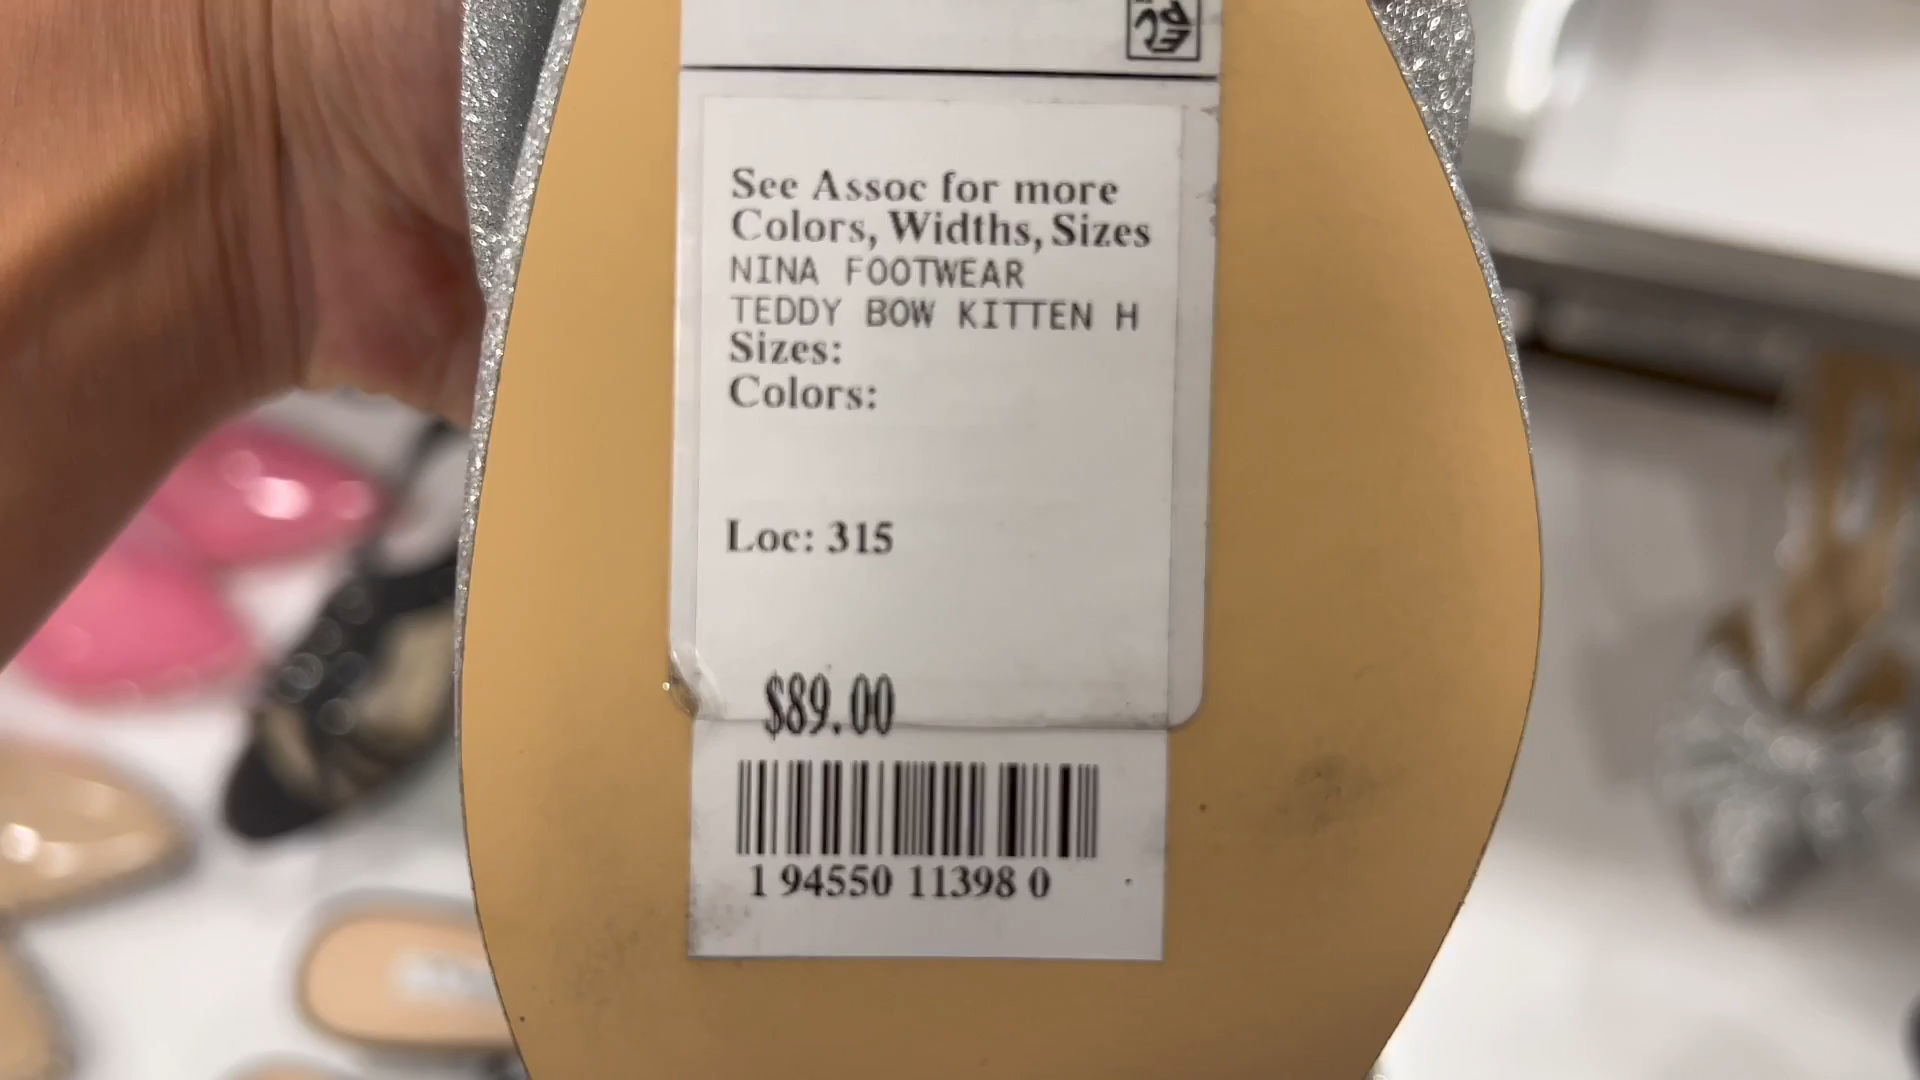 See Assoc for more
Colors, Widths, Sizes
NINA FOOTWEAR
TEDDY BOW KITTEN H
Sizes:
Colors:
Loc: 315
$89.00
1 94550 11398 0